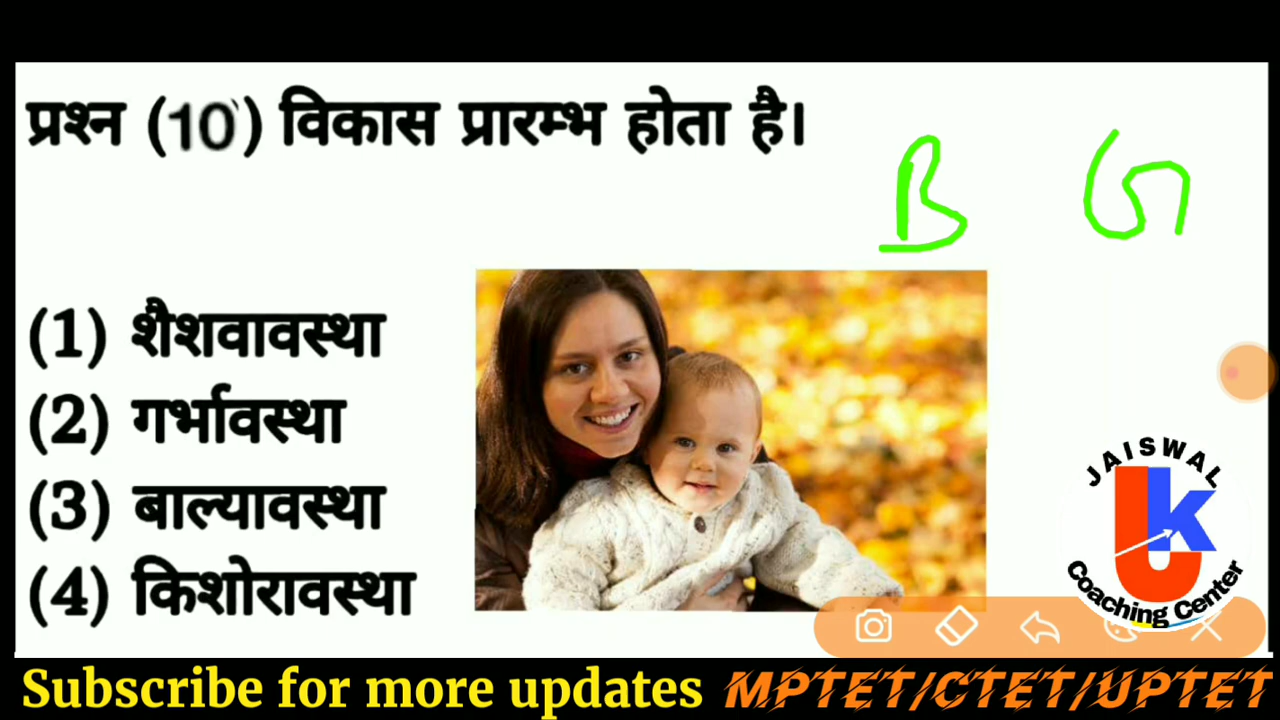 प्रश्न (10) विकास प्रारम्भ होता है।
B G
(1) शैशवावस्था
(2) गर्भावस्था
(3) बाल्यावस्था
(4) किशोरावस्था
JAISWAL
UK
Coaching Center
Subscribe for more updates MPTET/CTET/UPTET